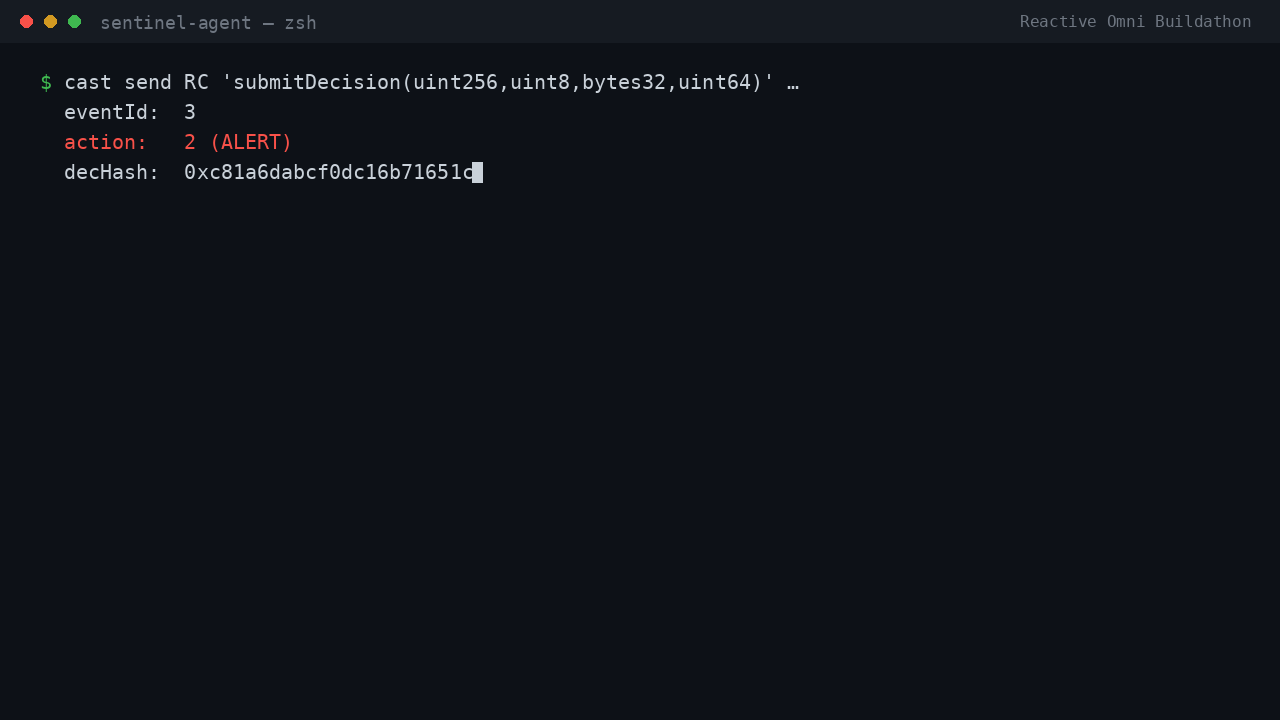 sentinel-agent — zsh
Reactive Omni Buildathon
$ cast send RC 'submitDecision(uint256,uint8,bytes32,uint64)' …
eventId: 3
action: 2 (ALERT)
decHash: 0xc81a6dabcf0dc16b71651c